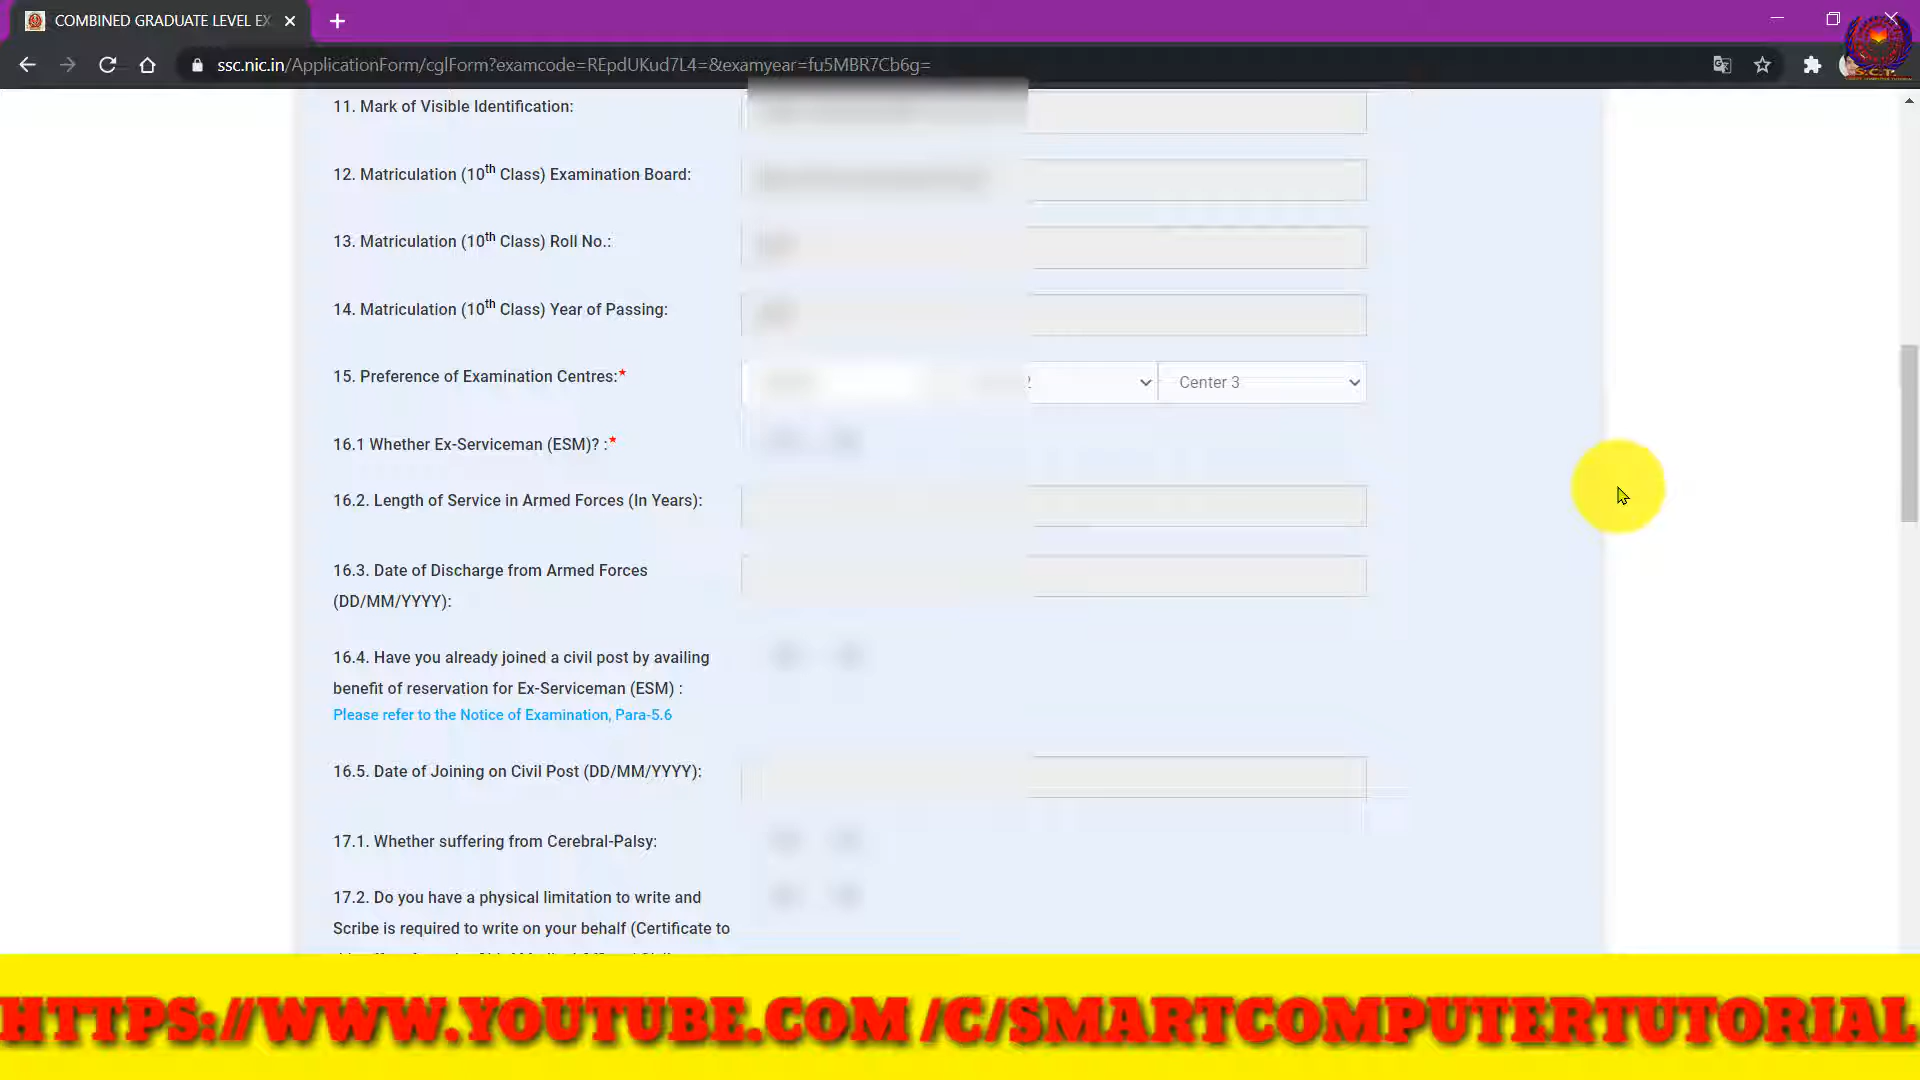 COMBINED GRADUATE LEVEL EX
ssc.nic.in/ApplicationForm/cglForm?examcode=REpdUKud7L4=&examyear=fu5MBR7Cb6g=
11. Mark of Visible Identification:
12. Matriculation (10th Class) Examination Board:
13. Matriculation (10th Class) Roll No.:
14. Matriculation (10th Class) Year of Passing:
15. Preference of Examination Centres:* Center 3
16.1 Whether Ex-Serviceman (ESM)? :*
16.2. Length of Service in Armed Forces (In Years):
16.3. Date of Discharge from Armed Forces
(DD/MM/YYYY):
16.4. Have you already joined a civil post by availing
benefit of reservation for Ex-Serviceman (ESM) :
Please refer to the Notice of Examination, Para-5.6
16.5. Date of Joining on Civil Post (DD/MM/YYYY):
17.1. Whether suffering from Cerebral-Palsy:
17.2. Do you have a physical limitation to write and
Scribe is required to write on your behalf (Certificate to
HTTPS://WWW.YOUTUBE.COM /C/SMARTCOMPUTERTUTORIAL